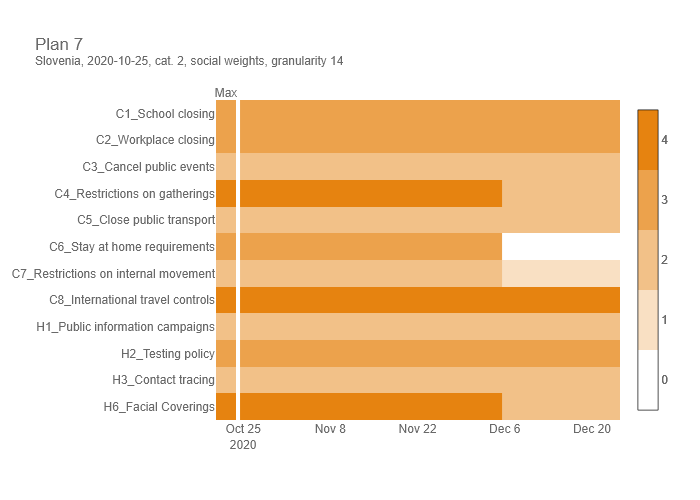 Plan 7
Slovenia, 2020-10-25, cat. 2, social weights, granularity 14
Max
C1_School closing
C2_Workplace closing
C3_Cancel public events
C4_Restrictions on gatherings
C5_Close public transport
C6_Stay at home requirements
C7_Restrictions on internal movement
C8_International travel controls
H1_Public information campaigns
H2_Testing policy
H3_Contact tracing
H6_Facial Coverings
4
3
2
1
0
Oct 25 Nov 8 Nov 22 Dec 6 Dec 20
2020